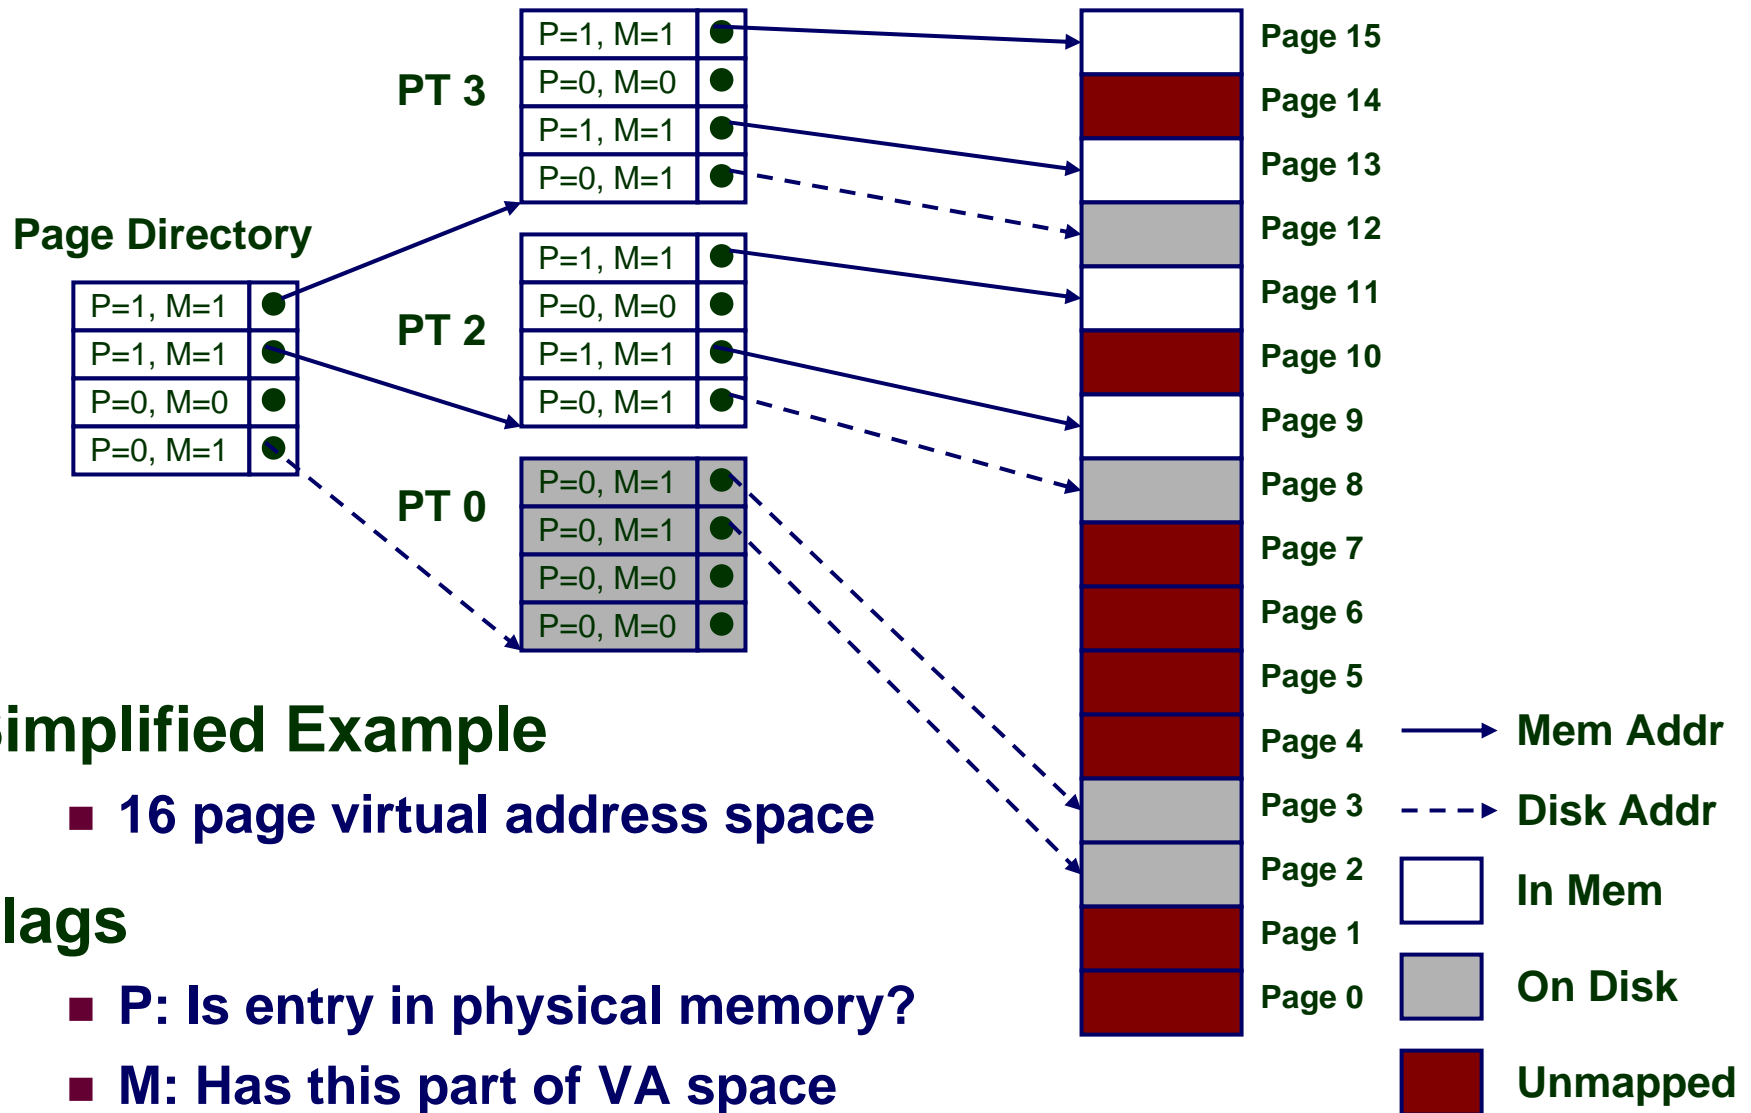 Page Directory
P=1, M=1
P=1, M=1
P=0, M=0
P=0, M=1
PT 3
P=1, M=1
P=0, M=0
P=1, M=1
P=0, M=1
PT 2
P=1, M=1
P=0, M=0
P=1, M=1
P=0, M=1
PT 0
P=0, M=1
P=0, M=1
P=0, M=0
P=0, M=0
Page 15
Page 14
Page 13
Page 12
Page 11
Page 10
Page 9
Page 8
Page 7
Page 6
Page 5
Page 4
Page 3
Page 2
Page 1
Page 0
Mem Addr
Disk Addr
In Mem
On Disk
Unmapped
implified Example
16 page virtual address space
lags
P: Is entry in physical memory?
M: Has this part of VA space